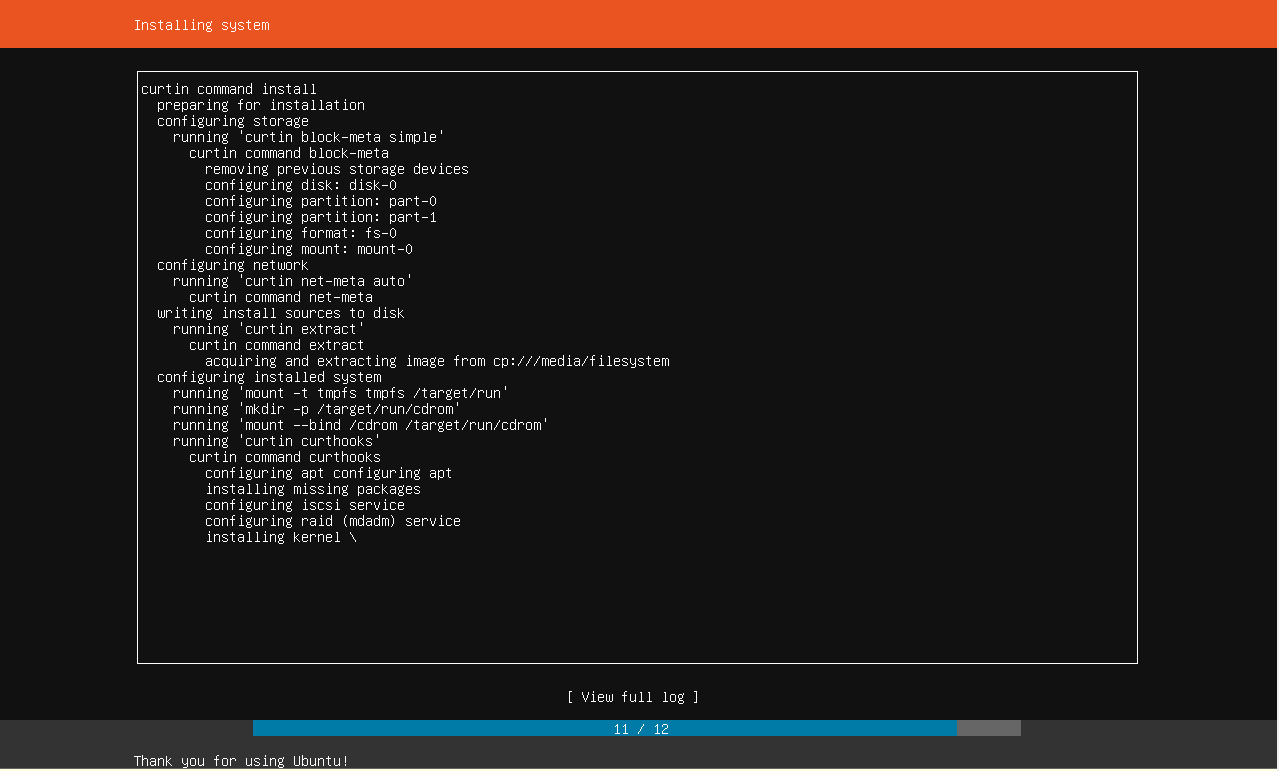 Installing system
curtin command install
preparing for installation
configuring storage
running 'curtin block-meta simple'
curtin command block-meta
removing previous storage devices
configuring disk: disk-0
configuring partition: part-0
configuring partition: part-1
configuring format: fs-0
configuring mount: mount-0
configuring network
running 'curtin net-meta auto'
curtin command net-meta
writing install sources to disk
running 'curtin extract'
curtin command extract
acquiring and extracting image from cp:///media/filesystem
configuring installed system
running 'mount -t tmpfs tmpfs /target/run'
running 'mkdir -p /target/run/cdrom'
running 'mount --bind /cdrom /target/run/cdrom'
running 'curtin curthooks'
curtin command curthooks
configuring apt configuring apt
installing missing packages
configuring iscsi service
configuring raid (mdadm) service
installing kernel \
[ View full log ]
11 / 12
Thank you for using Ubuntu!